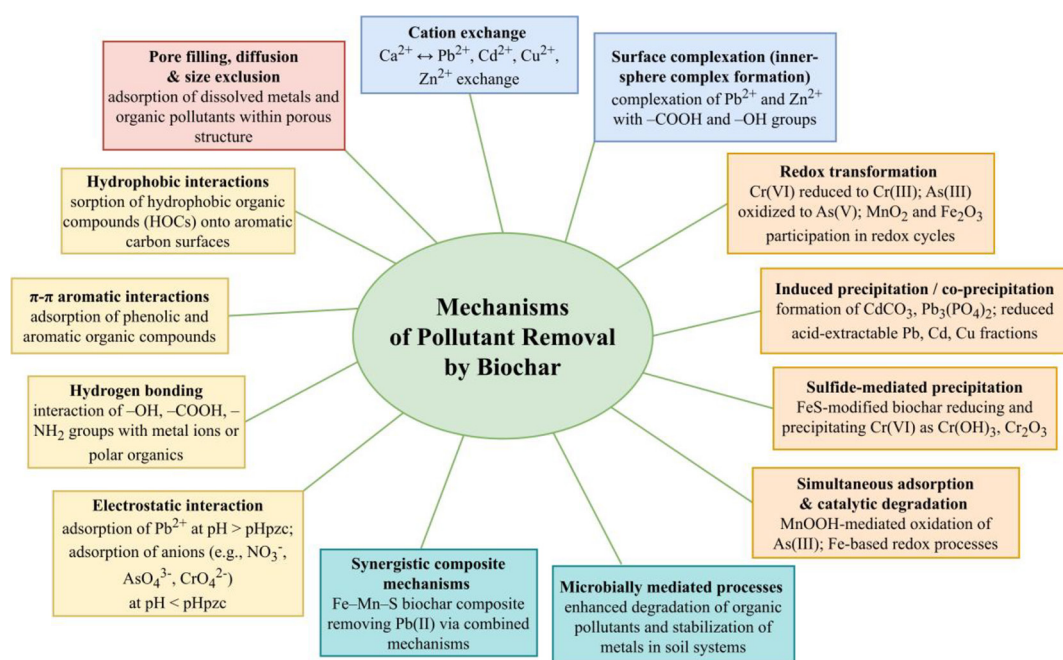 Cation exchange
Ca²⁺ ↔ Pb²⁺, Cd²⁺, Cu²⁺,
Zn²⁺ exchange
Surface complexation (inner-
sphere complex formation)
complexation of Pb²⁺ and Zn²⁺
with –COOH and –OH groups
Redox transformation
Cr(VI) reduced to Cr(III); As(III)
oxidized to As(V); MnO₂ and Fe₂O₃
participation in redox cycles
Induced precipitation / co-precipitation
formation of CdCO₃, Pb₃(PO₄)₂; reduced
acid-extractable Pb, Cd, Cu fractions
Sulfide-mediated precipitation
FeS-modified biochar reducing and
precipitating Cr(VI) as Cr(OH)₃, Cr₂O₃
Simultaneous adsorption
& catalytic degradation
MnOOH-mediated oxidation of
As(III); Fe-based redox processes
Microbially mediated processes
enhanced degradation of organic
pollutants and stabilization of
metals in soil systems
Synergistic composite
mechanisms
Fe–Mn–S biochar composite
removing Pb(II) via combined
mechanisms
Electrostatic interaction
adsorption of Pb²⁺ at pH > pHpzc;
adsorption of anions (e.g., NO₃⁻,
AsO₄³⁻, CrO₄²⁻)
at pH < pHpzc
Hydrogen bonding
interaction of –OH, –COOH, –
NH₂ groups with metal ions or
polar organics
π-π aromatic interactions
adsorption of phenolic and
aromatic organic compounds
Hydrophobic interactions
sorption of hydrophobic organic
compounds (HOCs) onto aromatic
carbon surfaces
Pore filling, diffusion
& size exclusion
adsorption of dissolved metals and
organic pollutants within porous
structure
Mechanisms
of Pollutant Removal
by Biochar